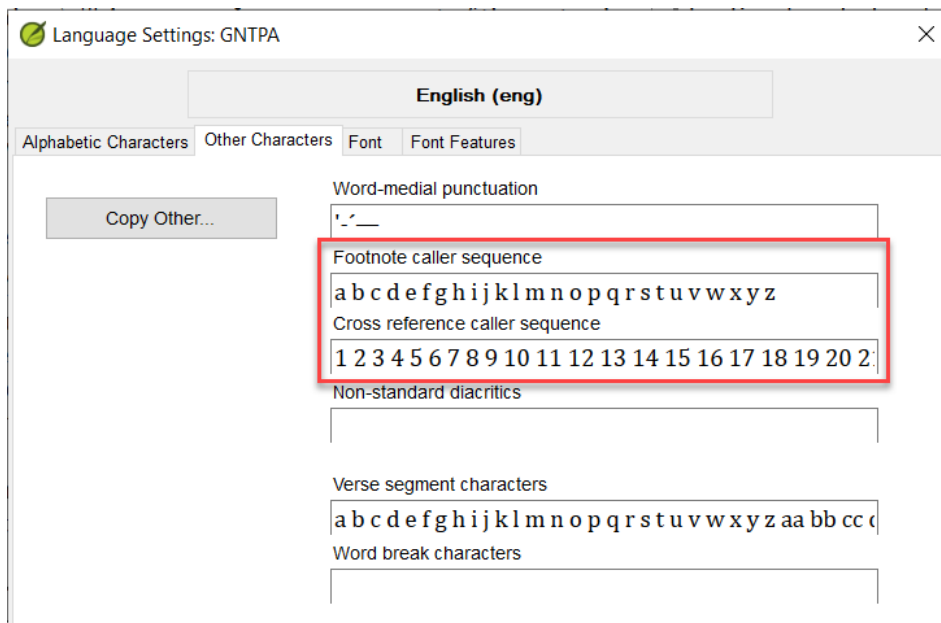 Language Settings: GNTPA
English (eng)
Alphabetic Characters Other Characters Font Font Features
Copy Other...
Word-medial punctuation
Footnote caller sequence
a b c d e f g h i j k l m n o p q r s t u v w x y z
Cross reference caller sequence
1 2 3 4 5 6 7 8 9 10 11 12 13 14 15 16 17 18 19 20
Non-standard diacritics
Verse segment characters
a b c d e f g h i j k l m n o p q r s t u v w x y z aa bb cc
Word break characters